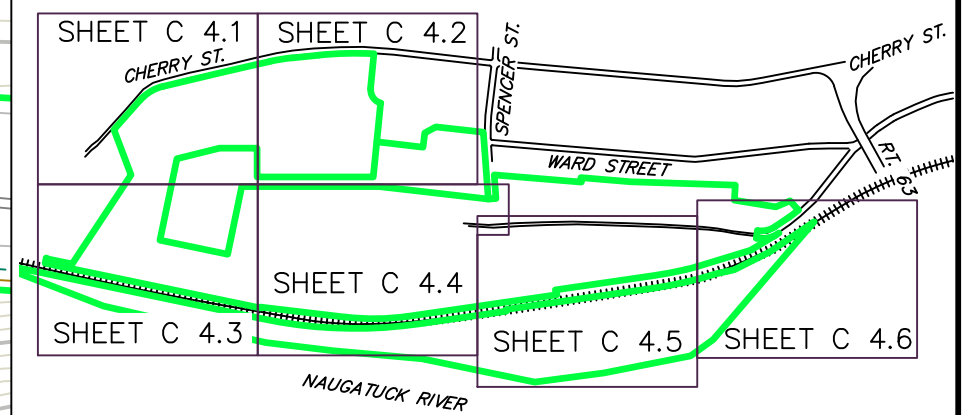 SHEET C 4.1
SHEET C 4.2
CHERRY ST.
SPENCER ST.
CHERRY ST.
WARD STREET
RT. 63
SHEET C 4.4
SHEET C 4.3
SHEET C 4.5
SHEET C 4.6
NAUGATUCK RIVER